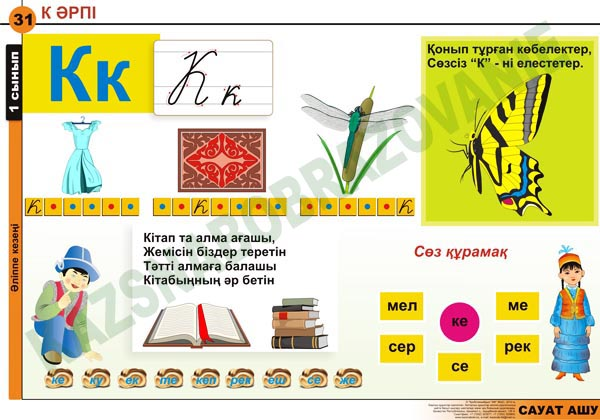 31
К ӘРПІ
1 сынып
Әліппе кезеңі
Кк
К к
Қонып тұрған көбелектер,
Сөзсіз “К” - ні елестетер.
К
К
К
Кітап та алма ағашы,
Жемісін біздер теретін
Тәтті алмаға балашы
Кітабыңның әр бетін
Сөз құрамақ
мел
ме
ке
сер
рек
се
ке ку ек те кеп рек еш се же
KAZSNABOBRAZOVANIE
САУАТ АШУ